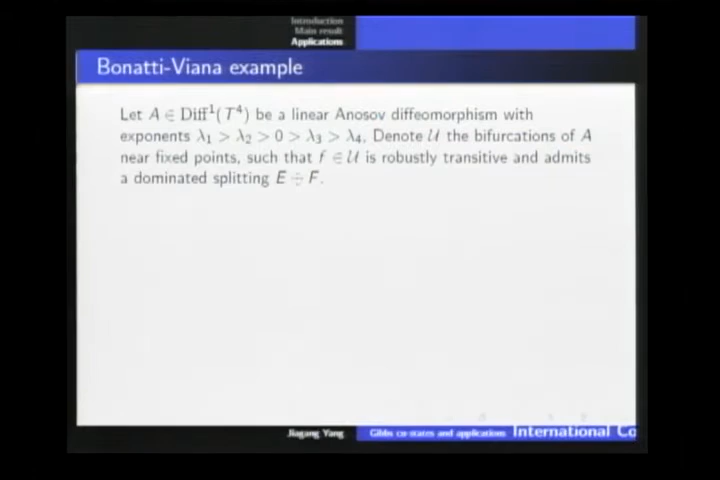 Introduction
Main result
Applications
Bonatti-Viana example
Let A ∈ Diff¹(T⁴) be a linear Anosov diffeomorphism with
exponents λ₁ > λ₂ > 0 > λ₃ > λ₄, Denote 𝒰 the bifurcations of A
near fixed points, such that f ∈ 𝒰 is robustly transitive and admits
a dominated splitting E ⊕ F.
Jiagang Yang
Gibbs cu-states and applications
International Co